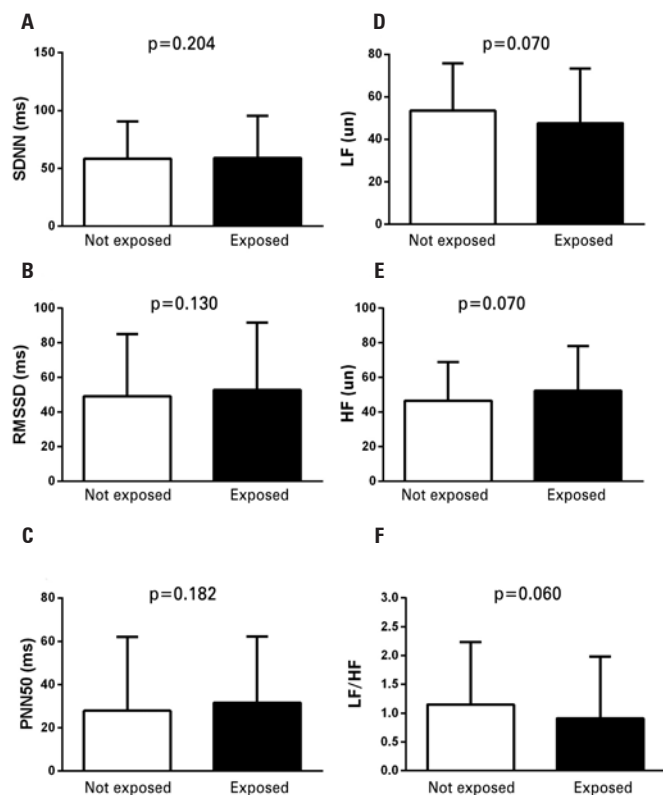 A
p=0.204
SDNN (ms)
150
100
50
0
Not exposed
Exposed
D
p=0.070
LF (un)
80
60
40
20
0
Not exposed
Exposed
B
p=0.130
RMSSD (ms)
100
80
60
40
20
0
Not exposed
Exposed
E
p=0.070
HF (un)
100
80
60
40
20
0
Not exposed
Exposed
C
p=0.182
PNN50 (ms)
80
60
40
20
0
Not exposed
Exposed
F
p=0.060
LF/HF
3.0
2.5
2.0
1.5
1.0
0.5
0.0
Not exposed
Exposed